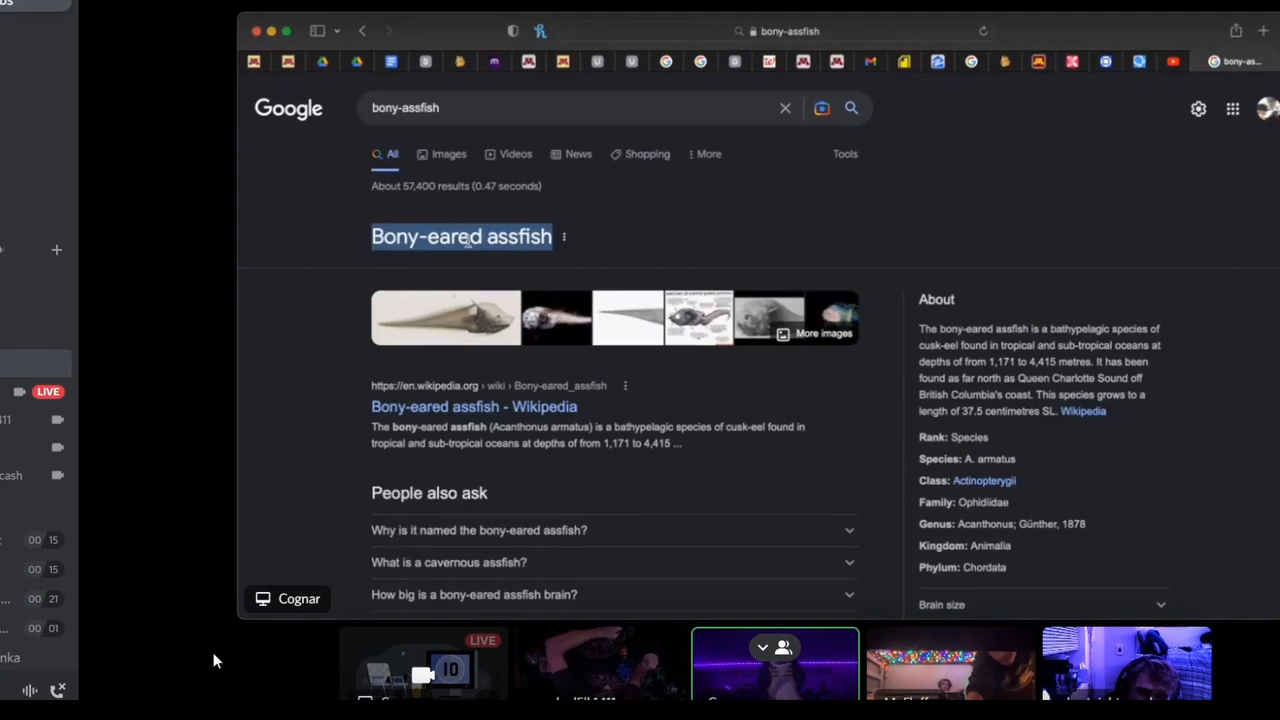 bony-assfish
bony-as...
Google
bony-assfish
All
Images
Videos
News
Shopping
More
Tools
About 57,400 results (0.47 seconds)
Bony-eared assfish
More images
https://en.wikipedia.org › wiki › Bony-eared_assfish
Bony-eared assfish - Wikipedia
The bony-eared assfish (Acanthonus armatus) is a bathypelagic species of cusk-eel found in
tropical and sub-tropical oceans at depths of from 1,171 to 4,415 ...
People also ask
Why is it named the bony-eared assfish?
What is a cavernous assfish?
How big is a bony-eared assfish brain?
About
The bony-eared assfish is a bathypelagic species of
cusk-eel found in tropical and sub-tropical oceans at
depths of from 1,171 to 4,415 metres. It has been
found as far north as Queen Charlotte Sound off
British Columbia's coast. This species grows to a
length of 37.5 centimetres SL. Wikipedia
Rank: Species
Species: A. armatus
Class: Actinopterygii
Family: Ophidiidae
Genus: Acanthonus; Günther, 1878
Kingdom: Animalia
Phylum: Chordata
Brain size
LIVE
411
cash
00 15
00 15
00 21
00 01
nka
Cognar
LIVE
10